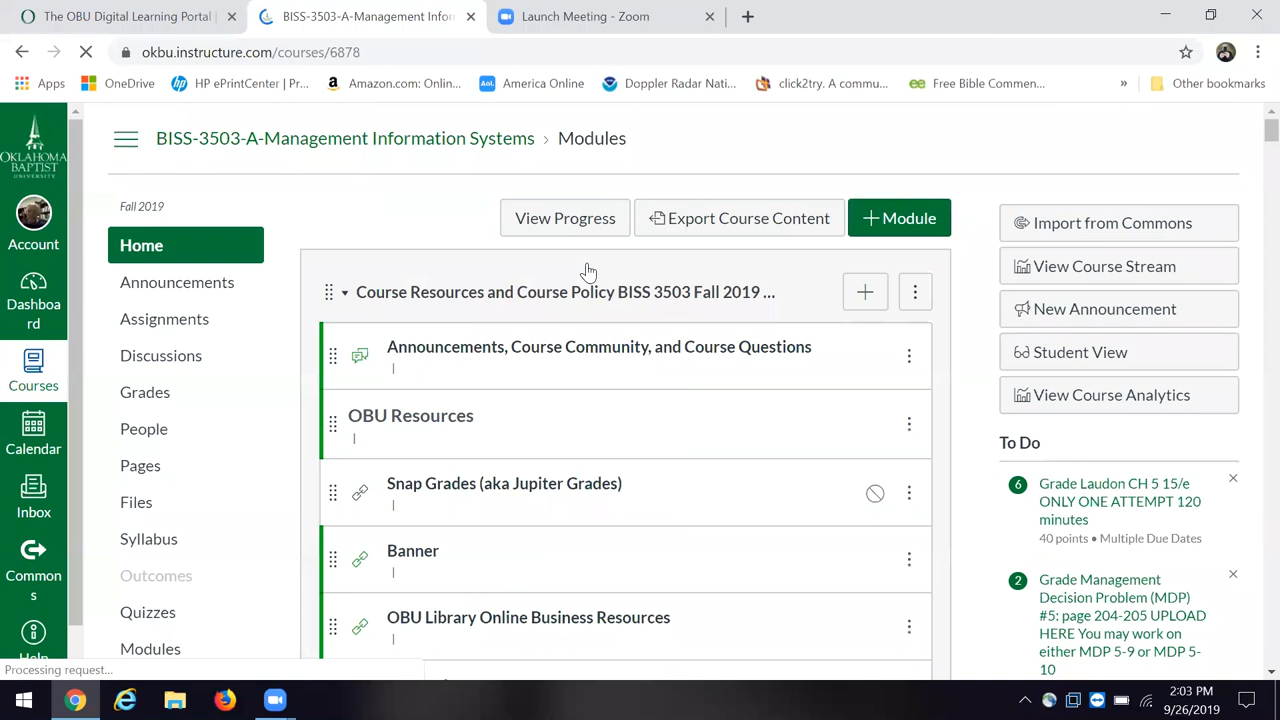 The OBU Digital Learning Portal |
BISS-3503-A-Management Infor
Launch Meeting - Zoom
okbu.instructure.com/courses/6878
Apps
OneDrive
HP ePrintCenter | Pr...
Amazon.com: Onlin...
Aol.
America Online
Doppler Radar Nati...
click2try. A commu...
Free Bible Commen...
»
Other bookmarks
OKLAHOMA
BAPTIST
UNIVERSITY
Account
Dashboa
rd
Courses
Calendar
Inbox
Common
s
Help
BISS-3503-A-Management Information Systems › Modules
Fall 2019
Home
Announcements
Assignments
Discussions
Grades
People
Pages
Files
Syllabus
Outcomes
Quizzes
Modules
View Progress
Export Course Content
+ Module
Course Resources and Course Policy BISS 3503 Fall 2019 ...
Announcements, Course Community, and Course Questions
|
OBU Resources
|
Snap Grades (aka Jupiter Grades)
|
Banner
|
OBU Library Online Business Resources
|
Import from Commons
View Course Stream
New Announcement
Student View
View Course Analytics
To Do
6
Grade Laudon CH 5 15/e
ONLY ONE ATTEMPT 120
minutes
40 points • Multiple Due Dates
2
Grade Management
Decision Problem (MDP)
#5: page 204-205 UPLOAD
HERE You may work on
either MDP 5-9 or MDP 5-
10
Processing request...
2:03 PM
9/26/2019